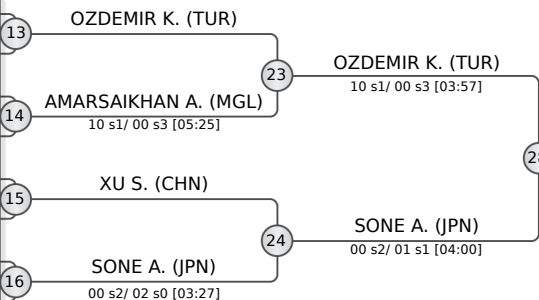 OZDEMIR K. (TUR)
13
23
OZDEMIR K. (TUR)
10 s1/ 00 s3 [03:57]
AMARSAIKHAN A. (MGL)
14
10 s1/ 00 s3 [05:25]
XU S. (CHN)
15
24
SONE A. (JPN)
00 s2/ 01 s1 [04:00]
SONE A. (JPN)
16
00 s2/ 02 s0 [03:27]